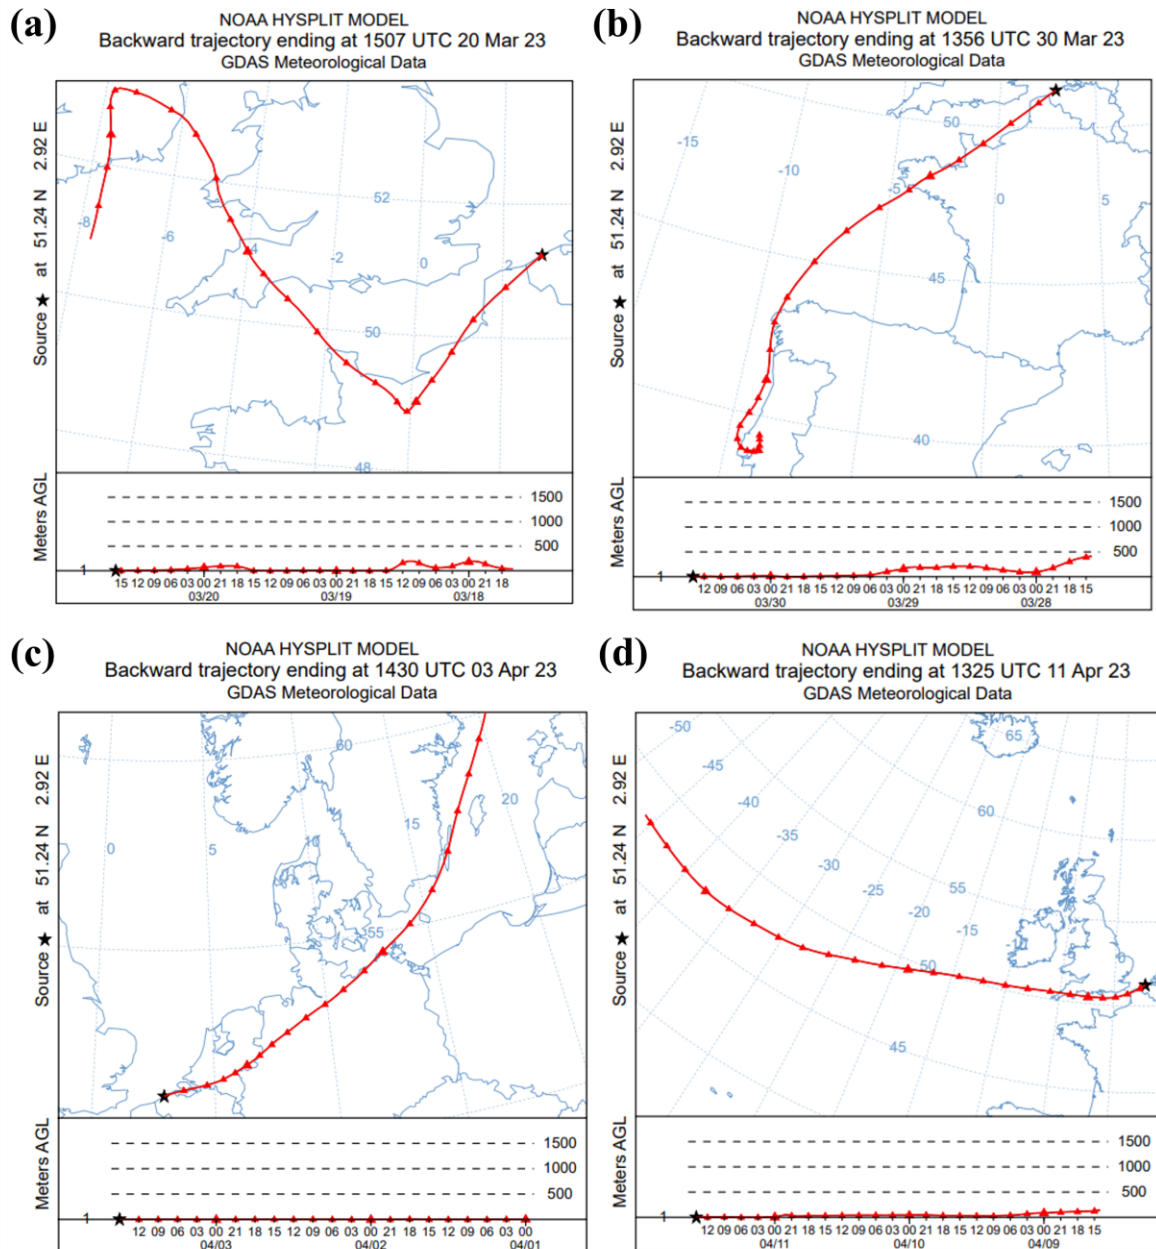 (a)
NOAA HYSPLIT MODEL
Backward trajectory ending at 1507 UTC 20 Mar 23
GDAS Meteorological Data
Source ★ at 51.24 N 2.92 E
-8
-6
-4
-2
0
2
52
50
48
Meters AGL
1500
1000
500
1
15 12 09 06 03 00 21 18 15 12 09 06 03 00 21 18 15 12 09 06 03 00 21 18
03/20 03/19 03/18
(b)
NOAA HYSPLIT MODEL
Backward trajectory ending at 1356 UTC 30 Mar 23
GDAS Meteorological Data
Source ★ at 51.24 N 2.92 E
-15
-10
-5
0
5
50
45
40
Meters AGL
1500
1000
500
1
12 09 06 03 00 21 18 15 12 09 06 03 00 21 18 15 12 09 06 03 00 21 18 15
03/30 03/29 03/28
(c)
NOAA HYSPLIT MODEL
Backward trajectory ending at 1430 UTC 03 Apr 23
GDAS Meteorological Data
Source ★ at 51.24 N 2.92 E
60
20
15
10
5
0
55
Meters AGL
1500
1000
500
1
12 09 06 03 00 21 18 15 12 09 06 03 00 21 18 15 12 09 06 03 00
04/03 04/02 04/01
(d)
NOAA HYSPLIT MODEL
Backward trajectory ending at 1325 UTC 11 Apr 23
GDAS Meteorological Data
Source ★ at 51.24 N 2.92 E
-50
-45
-40
-35
-30
-25
-20
-15
65
60
55
50
45
0
Meters AGL
1500
1000
500
1
12 09 06 03 00 21 18 15 12 09 06 03 00 21 18 15 12 09 06 03 00 21 18 15
04/11 04/10 04/09